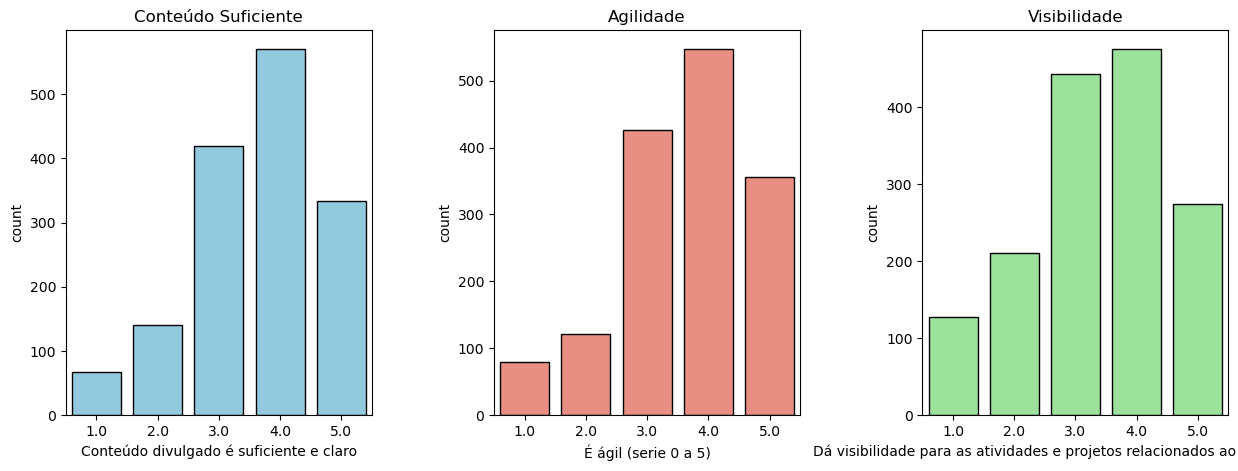 Conteúdo Suficiente
count
500
400
300
200
100
0
1.0 2.0 3.0 4.0 5.0
Conteúdo divulgado é suficiente e claro
Agilidade
count
500
400
300
200
100
0
1.0 2.0 3.0 4.0 5.0
É ágil (serie 0 a 5)
Visibilidade
count
400
300
200
100
0
1.0 2.0 3.0 4.0 5.0
Dá visibilidade para as atividades e projetos relacionados ao